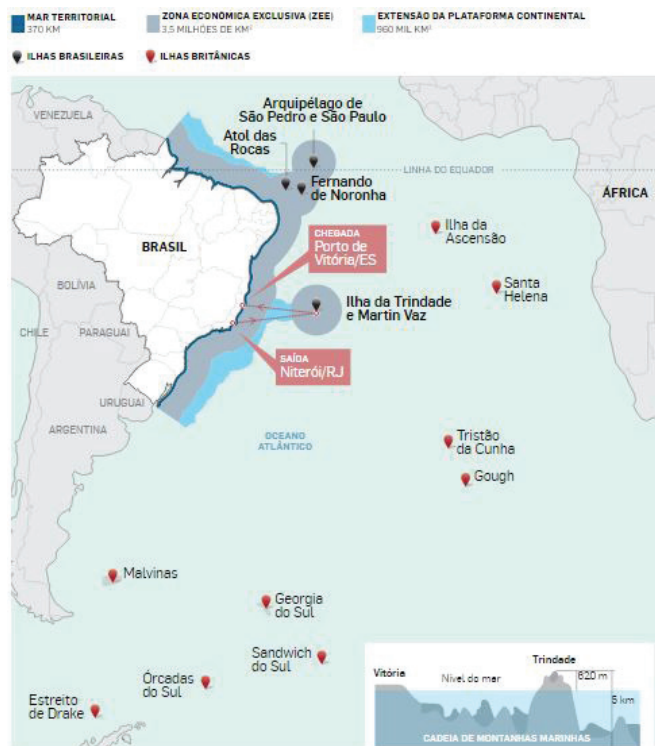 MAR TERRITORIAL
370 KM
ZONA ECONÔMICA EXCLUSIVA (ZEE)
3,5 MILHÕES DE KM²
EXTENSÃO DA PLATAFORMA CONTINENTAL
960 MIL KM²
ILHAS BRASILEIRAS
ILHAS BRITÂNICAS
VENEZUELA
Arquipélago de
São Pedro e São Paulo
Atol das
Rocas
LINHA DO EQUADOR
Fernando
de Noronha
ÁFRICA
BRASIL
CHEGADA
Porto de
Vitória/ES
Ilha da
Ascensão
BOLÍVIA
Santa
Helena
Ilha da Trindade
e Martin Vaz
CHILE
PARAGUAI
SAÍDA
Niterói/RJ
URUGUAI
ARGENTINA
OCEANO
ATLÂNTICO
Tristão
da Cunha
Gough
Malvinas
Georgia
do Sul
Sandwich
do Sul
Órcadas
do Sul
Estreito
de Drake
Trindade
Vitória
Nível do mar
620 m
5 km
CADEIA DE MONTANHAS MARINHAS